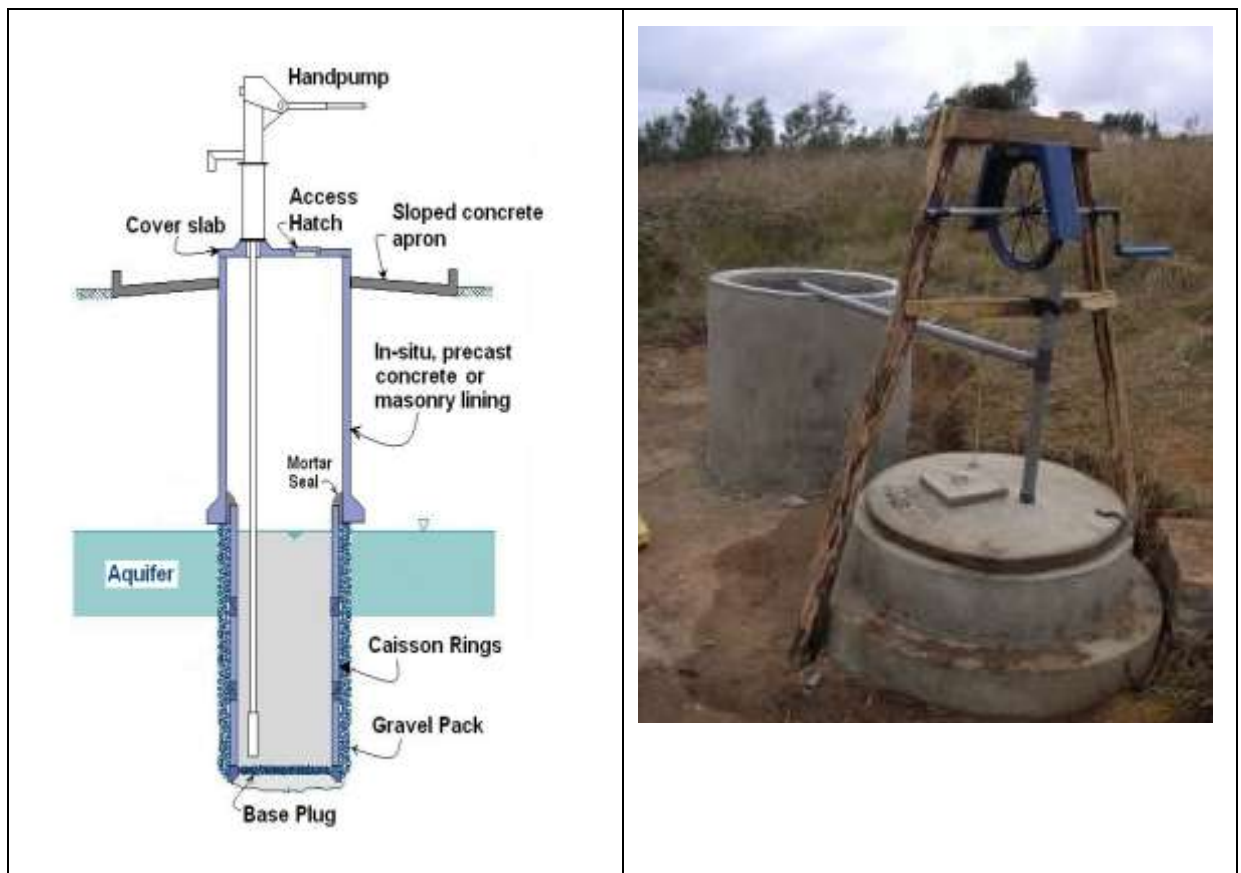 Handpump
Access
Hatch
Cover slab
Sloped concrete
apron
In-situ, precast
concrete or
masonry lining
Mortar
Seal
Aquifer
Caisson Rings
Gravel Pack
Base Plug